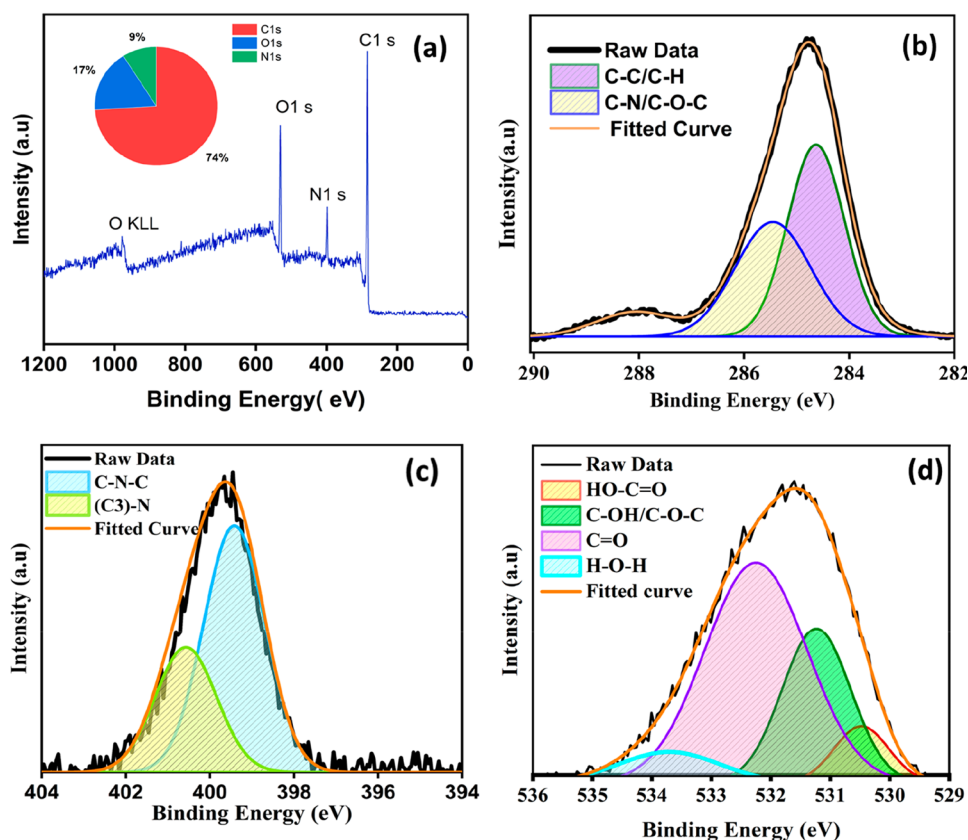 (a)
C1s
O1s
N1s
9%
17%
74%
C1 s
O1 s
N1 s
O KLL
Intensity (a.u)
1200 1000 800 600 400 200 0
Binding Energy( eV)
(b)
Raw Data
C-C/C-H
C-N/C-O-C
Fitted Curve
Intensity(a.u)
290 288 286 284 282
Binding Energy (eV)
(c)
Raw Data
C-N-C
(C3)-N
Fitted Curve
Intensity (a.u)
404 402 400 398 396 394
Binding Energy (eV)
(d)
Raw Data
HO-C=O
C-OH/C-O-C
C=O
H-O-H
Fitted curve
Intensity (a.u)
536 535 534 533 532 531 530 529
Binding Energy (eV)